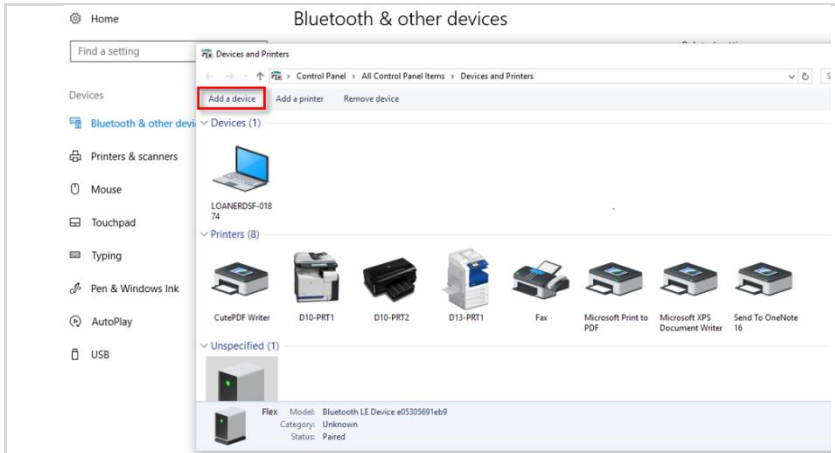 Home
Bluetooth & other devices
Find a setting
Devices and Printers
Control Panel > All Control Panel Items > Devices and Printers
Devices
Add a device Add a printer Remove device
Bluetooth & other devi
Devices (1)
Printers & scanners
Mouse
LOANERDSF-018
74
Touchpad
Printers (8)
Typing
Pen & Windows Ink
AutoPlay
CutePDF Writer D10-PRT1 D10-PRT2 D13-PRT1 Fax Microsoft Print to Microsoft XPS Send To OneNote
PDF Document Writer 16
Unspecified (1)
USB
Flex Model: Bluetooth LE Device e05305691eb9
Category: Unknown
Status: Paired